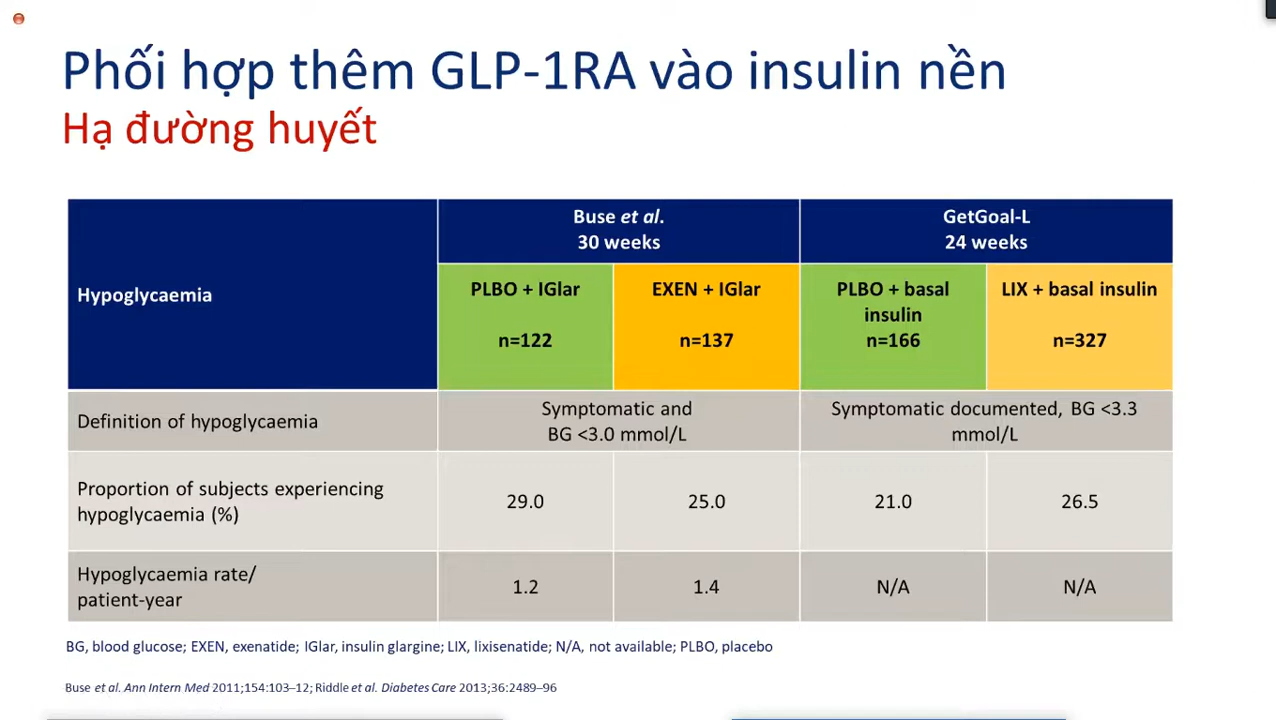 Phối hợp thêm GLP-1RA vào insulin nền
Hạ đường huyết
Hypoglycaemia
Buse et al.
30 weeks
GetGoal-L
24 weeks
PLBO + IGlar
n=122
EXEN + IGlar
n=137
PLBO + basal
insulin
n=166
LIX + basal insulin
n=327
Definition of hypoglycaemia
Symptomatic and
BG <3.0 mmol/L
Symptomatic documented, BG <3.3
mmol/L
Proportion of subjects experiencing
hypoglycaemia (%)
29.0
25.0
21.0
26.5
Hypoglycaemia rate/
patient-year
1.2
1.4
N/A
N/A
BG, blood glucose; EXEN, exenatide; IGlar, insulin glargine; LIX, lixisenatide; N/A, not available; PLBO, placebo
Buse et al. Ann Intern Med 2011;154:103–12; Riddle et al. Diabetes Care 2013;36:2489–96